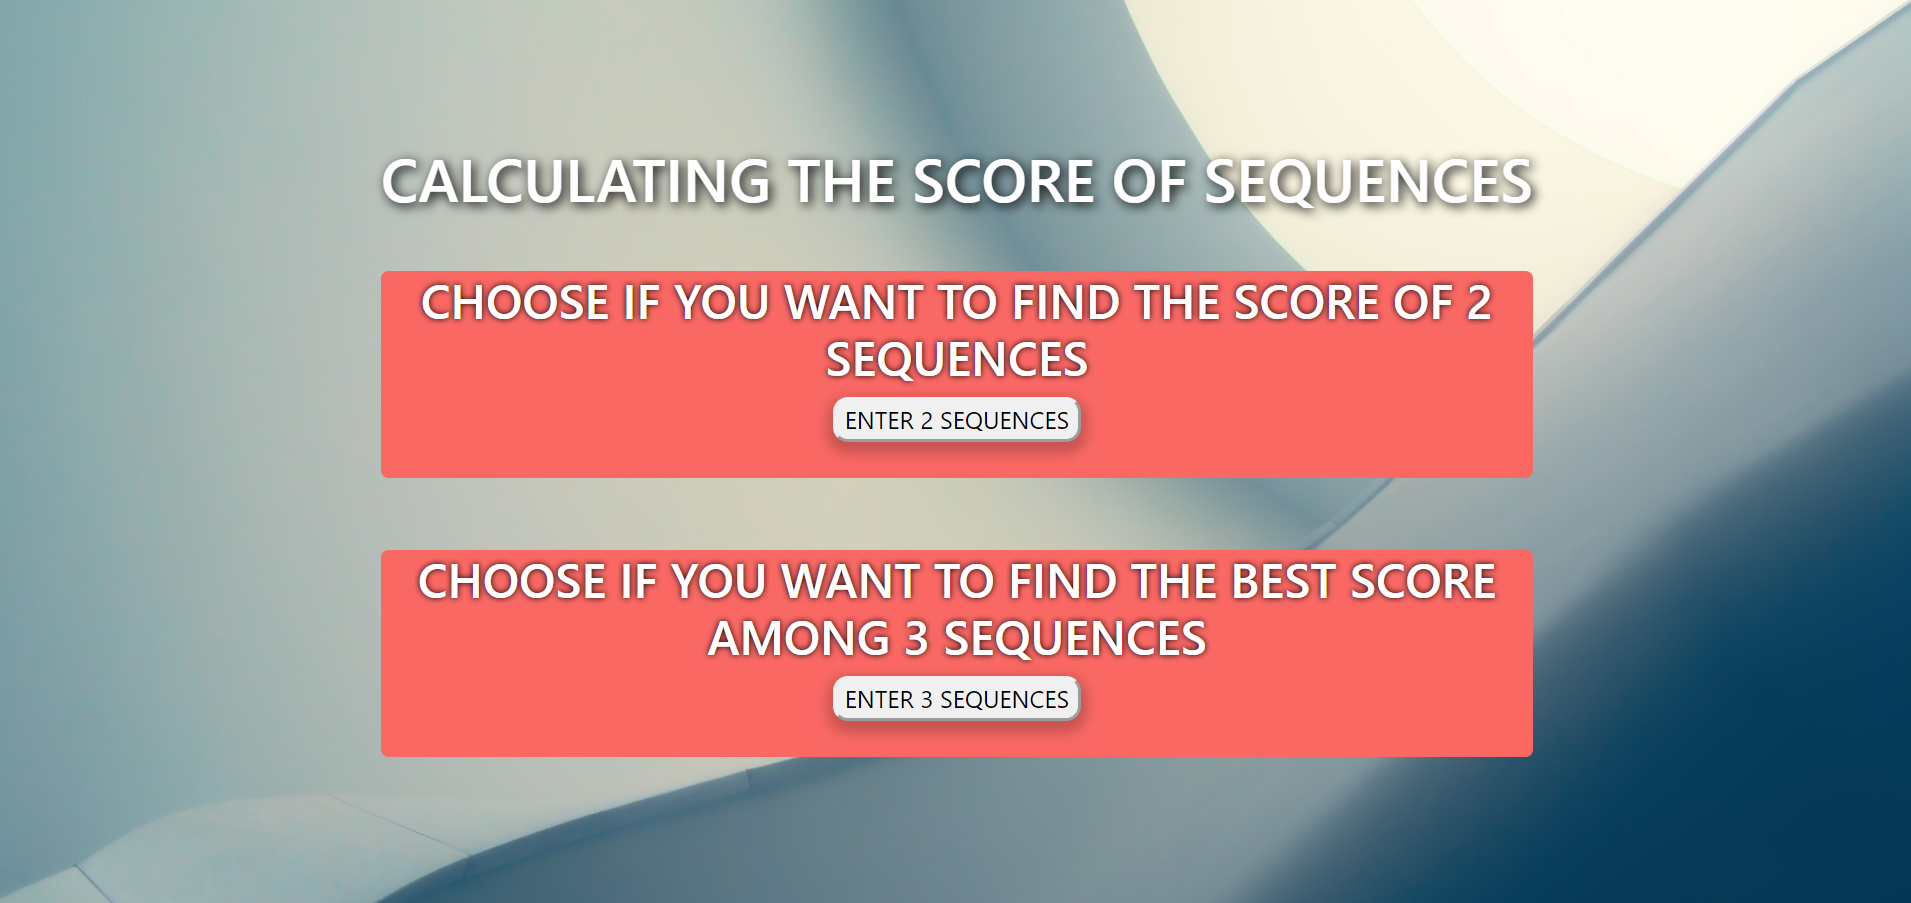 CALCULATING THE SCORE OF SEQUENCES
CHOOSE IF YOU WANT TO FIND THE SCORE OF 2
SEQUENCES
ENTER 2 SEQUENCES
CHOOSE IF YOU WANT TO FIND THE BEST SCORE
AMONG 3 SEQUENCES
ENTER 3 SEQUENCES